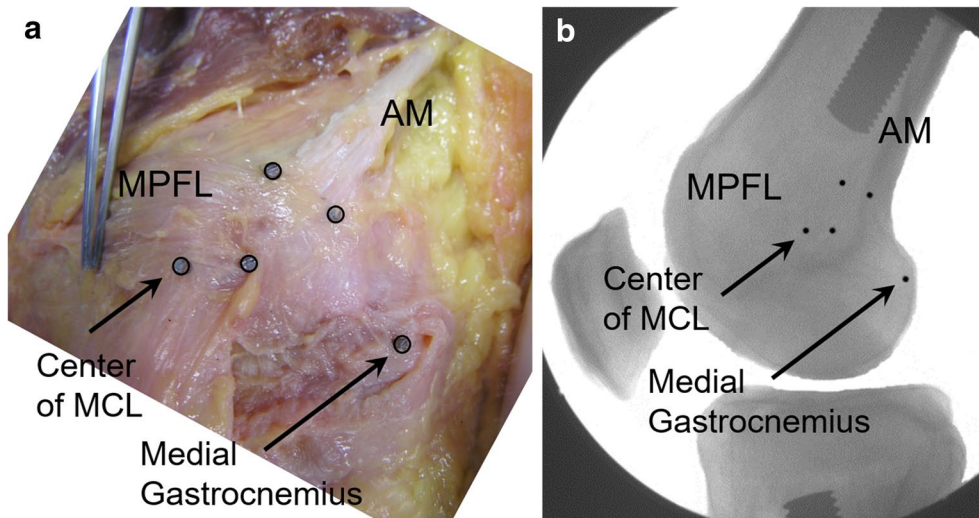 a
AM
MPFL
Center
of MCL
Medial
Gastrocnemius
b
AM
MPFL
Center
of MCL
Medial
Gastrocnemius